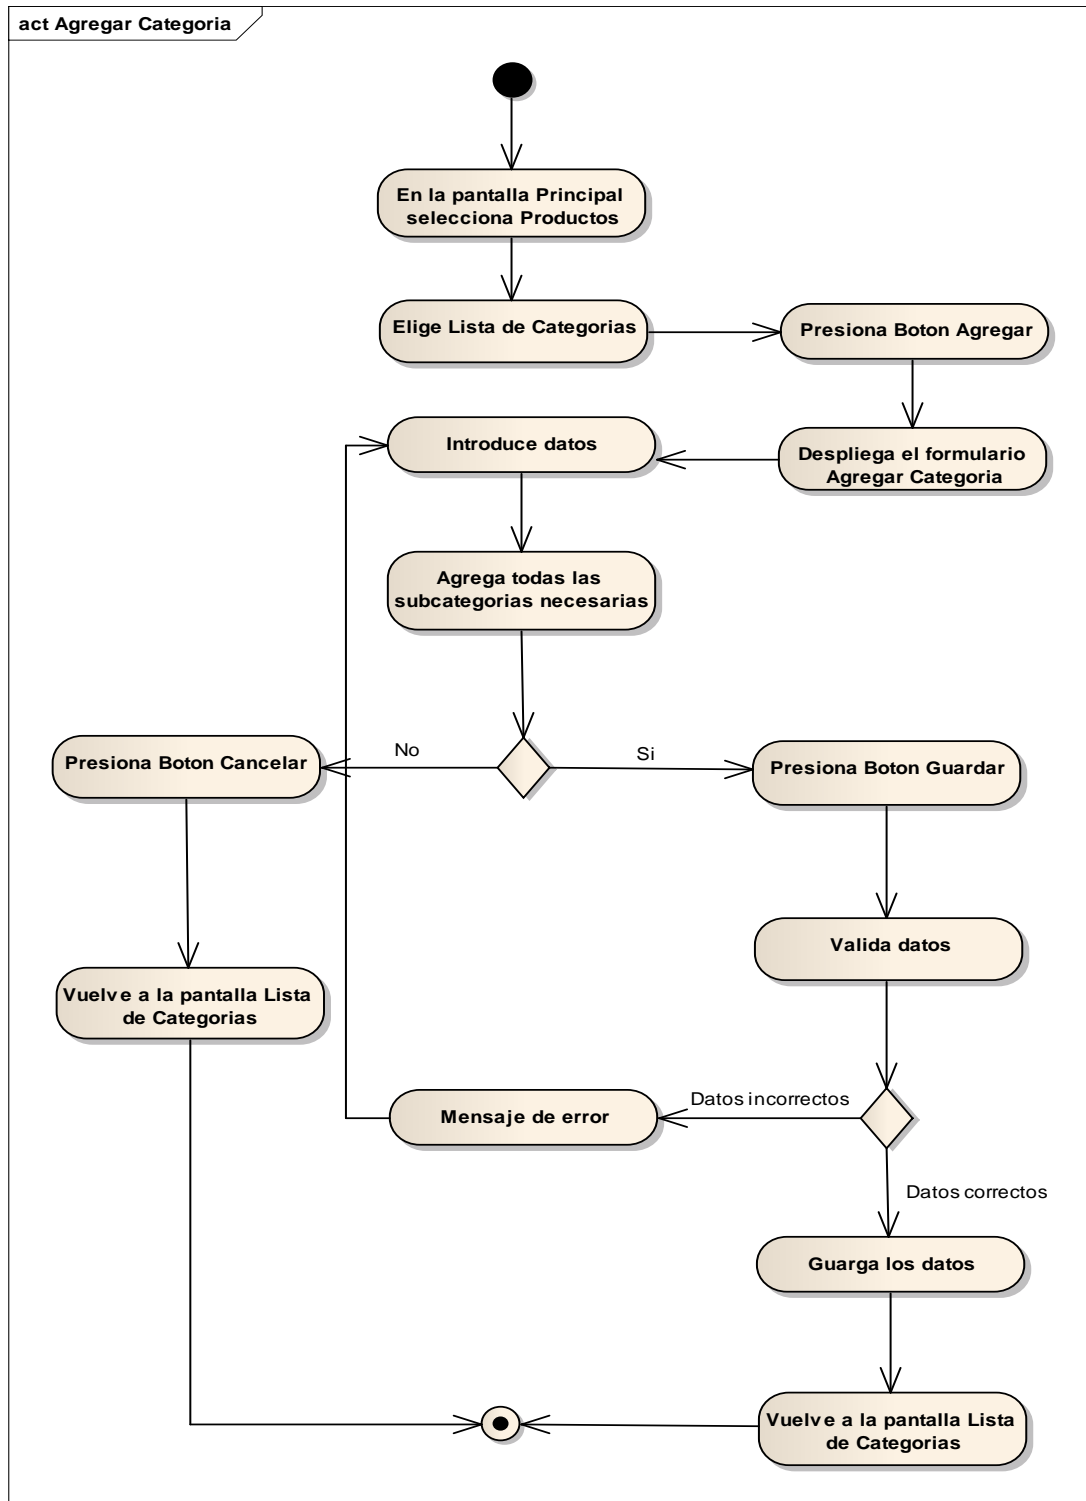 act Agregar Categoria
En la pantalla Principal
selecciona Productos
Elige Lista de Categorias
Presiona Boton Agregar
Introduce datos
Despliega el formulario
Agregar Categoria
Agrega todas las
subcategorias necesarias
No
Si
Presiona Boton Cancelar
Presiona Boton Guardar
Valida datos
Vuelve a la pantalla Lista
de Categorias
Datos incorrectos
Mensaje de error
Datos correctos
Guarga los datos
Vuelve a la pantalla Lista
de Categorias